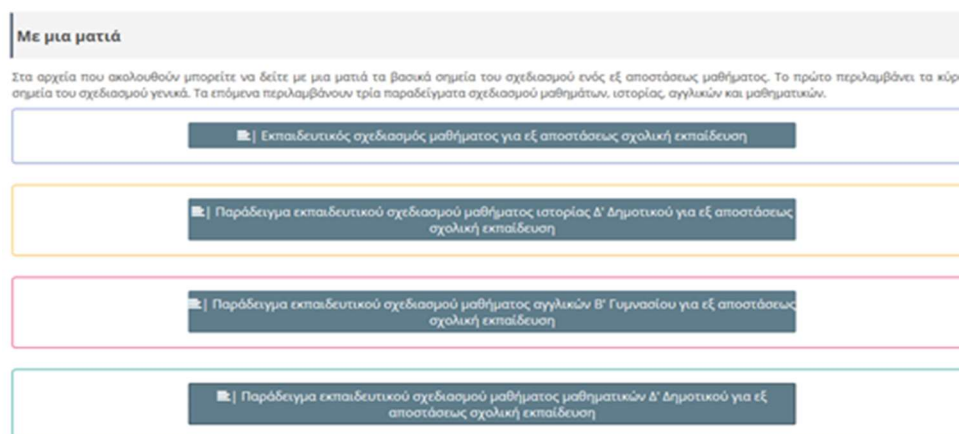 Με μια ματιά
Στα αρχεία που ακολουθούν μπορείτε να δείτε με μια ματιά τα βασικά σημεία του σχεδιασμού ενός εξ αποστάσεως μαθήματος. Το πρώτο περιλαμβάνει τα
σημεία του σχεδιασμού γενικά. Τα επόμενα περιλαμβάνουν τρία παραδείγματα σχεδιασμού μαθημάτων, ιστορίας, αγγλικών και μαθηματικών.
| Εκπαιδευτικός σχεδιασμός μαθήματος για εξ αποστάσεως σχολική εκπαίδευση
| Παράδειγμα εκπαιδευτικού σχεδιασμού μαθήματος ιστορίας Δ' Δημοτικού για εξ αποστάσεως
σχολική εκπαίδευση
| Παράδειγμα εκπαιδευτικού σχεδιασμού μαθήματος αγγλικών Β' Γυμνασίου για εξ αποστάσεως
σχολική εκπαίδευση
| Παράδειγμα εκπαιδευτικού σχεδιασμού μαθήματος μαθηματικών Δ' Δημοτικού για εξ
αποστάσεως σχολική εκπαίδευση